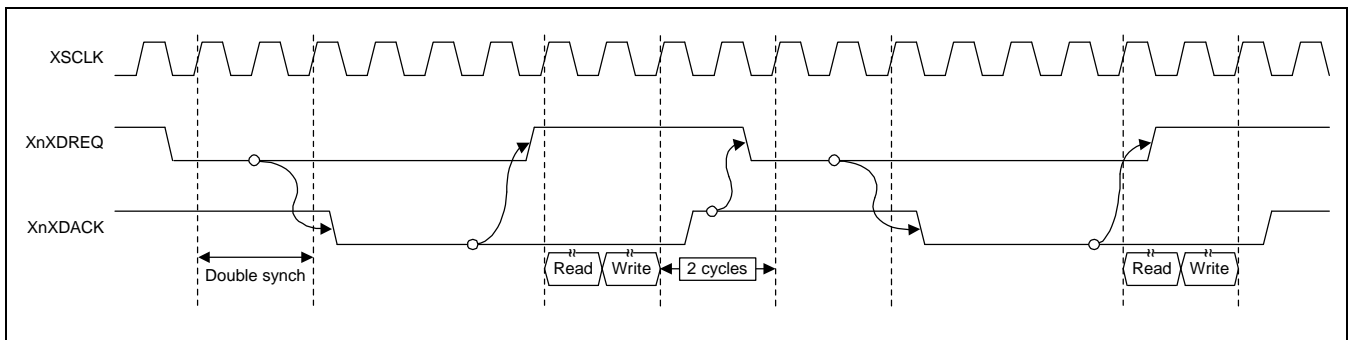 XSCLK
XnXDREQ
XnXDACK
Double synch
Read Write
2 cycles
Read Write